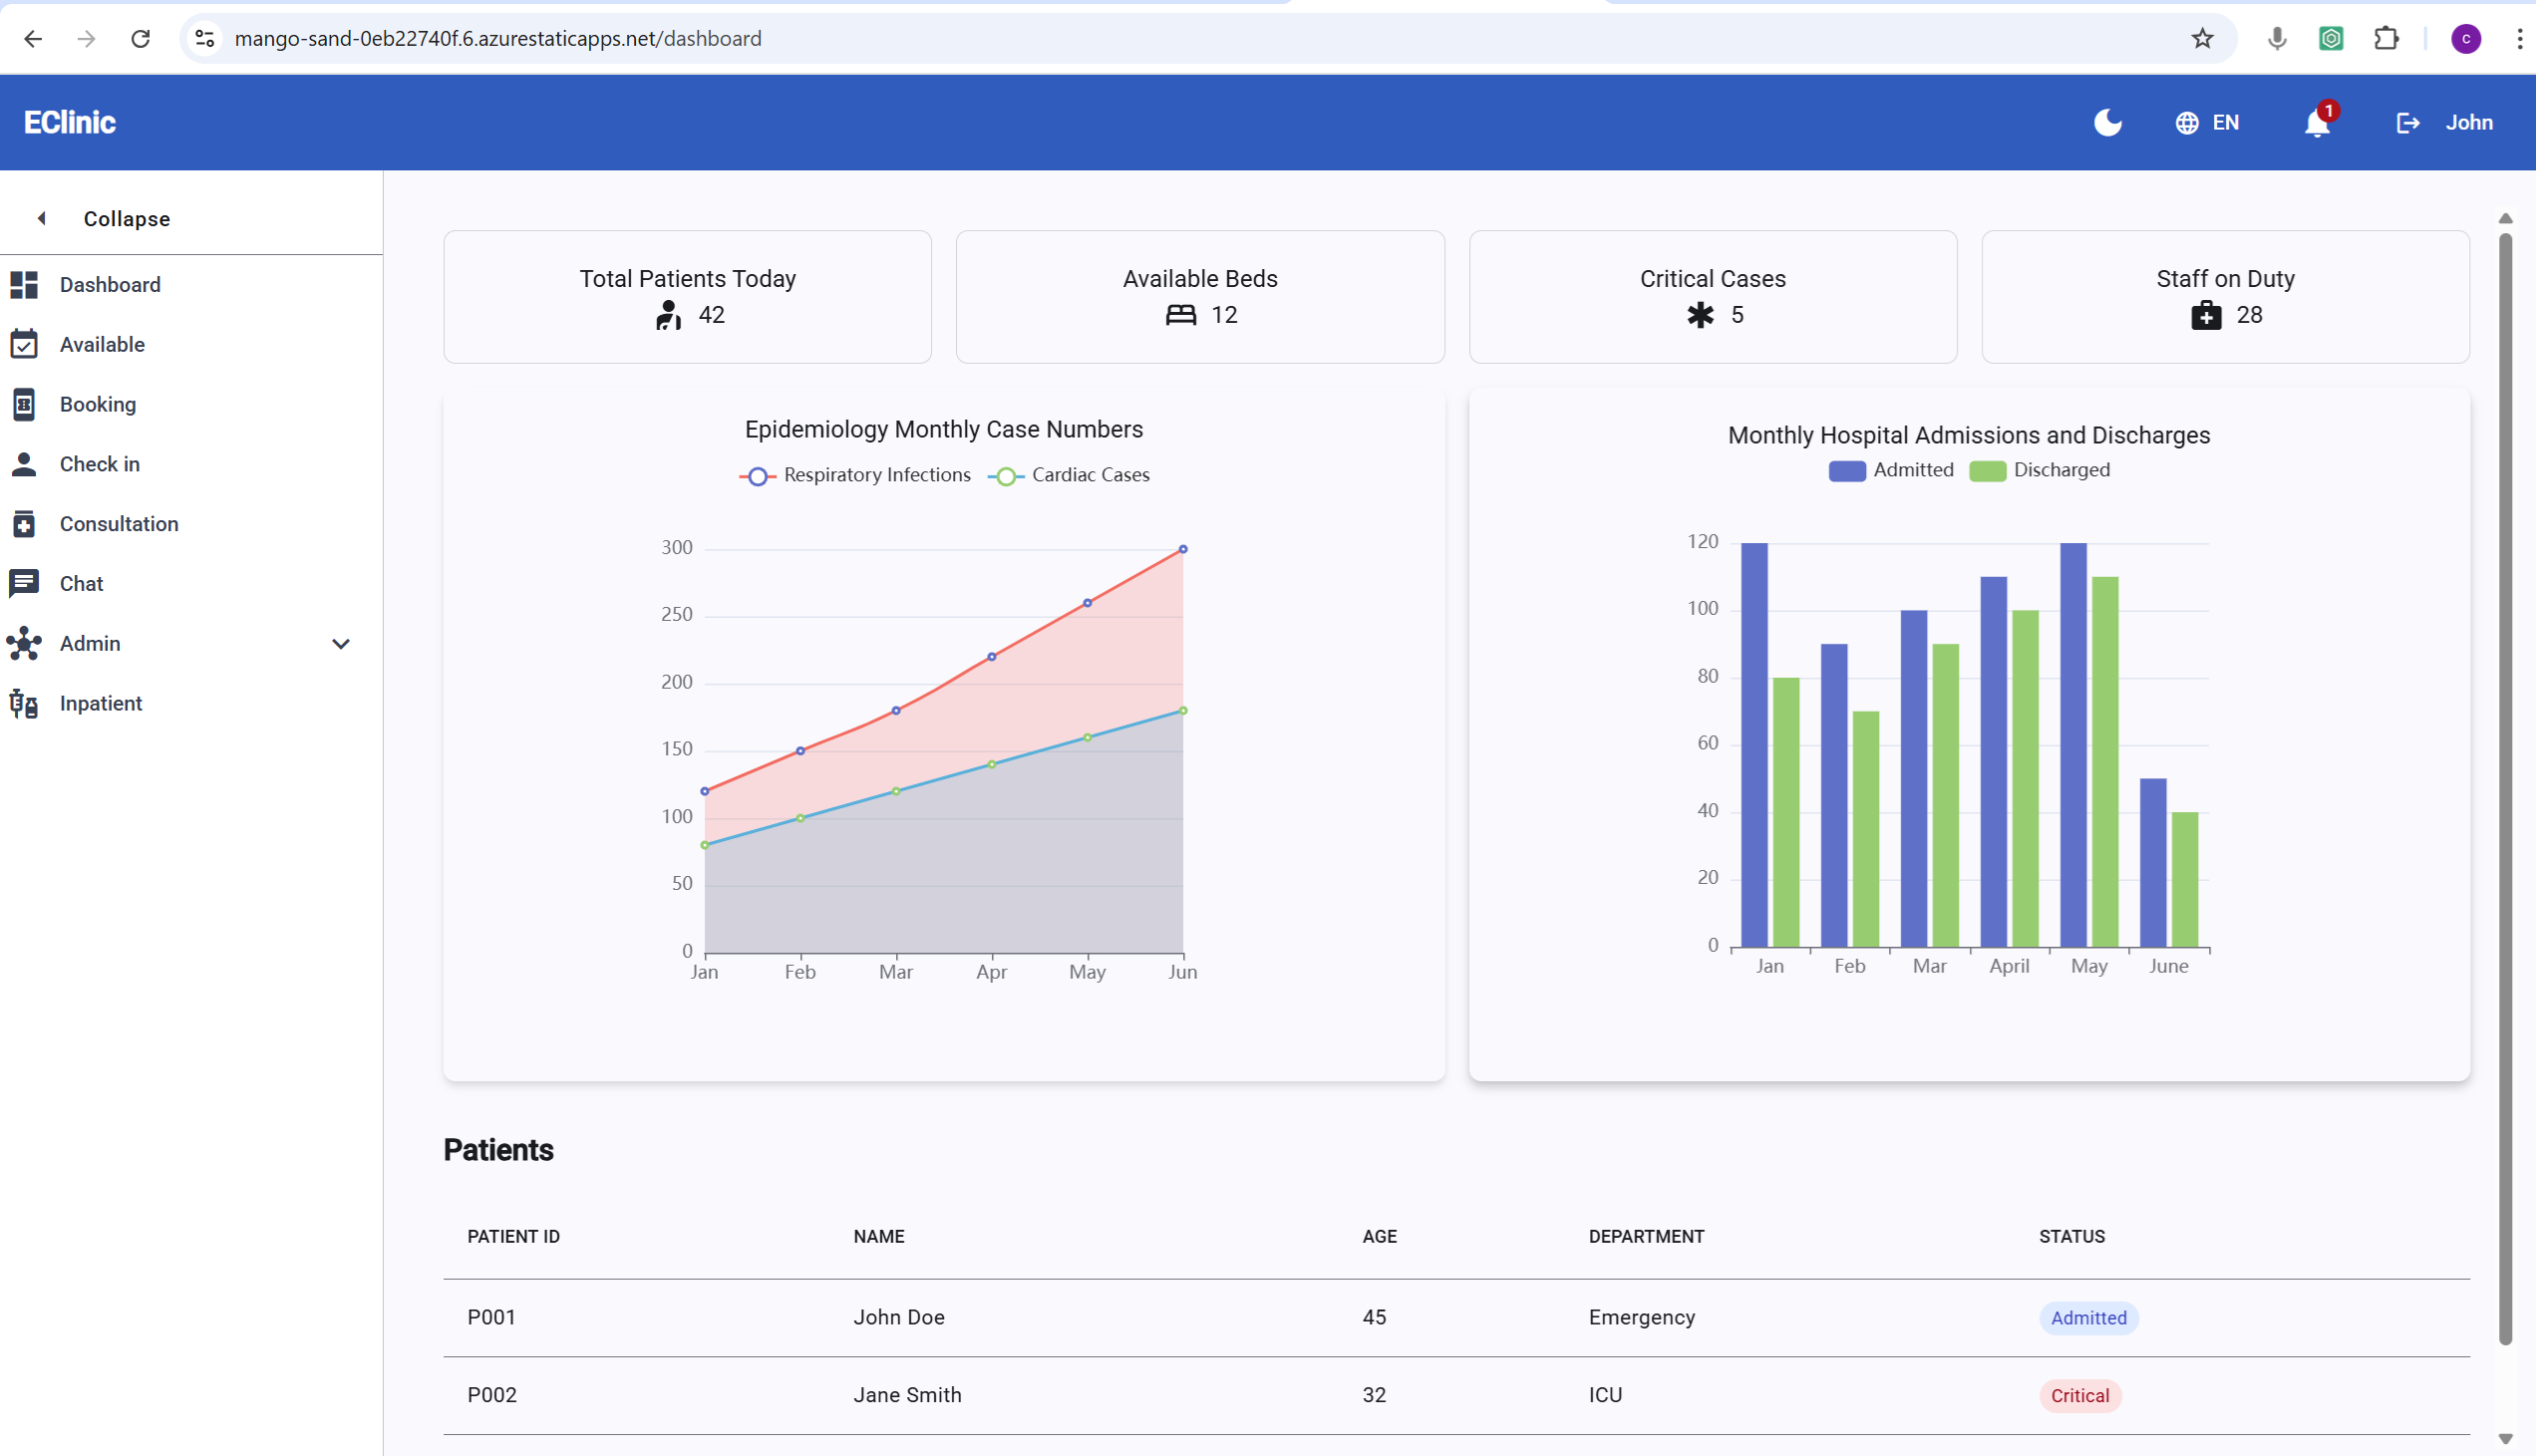 mango-sand-0eb22740f.6.azurestaticapps.net/dashboard
C
EClinic
EN
1
John
Collapse
Dashboard
Available
Booking
Check in
Consultation
Chat
Admin
Inpatient
Total Patients Today
42
Available Beds
12
Critical Cases
5
Staff on Duty
28
Epidemiology Monthly Case Numbers
Respiratory Infections Cardiac Cases
300
250
200
150
100
50
0
Jan Feb Mar Apr May Jun
Monthly Hospital Admissions and Discharges
Admitted Discharged
120
100
80
60
40
20
0
Jan Feb Mar April May June
Patients
PATIENT ID NAME AGE DEPARTMENT STATUS
P001 John Doe 45 Emergency Admitted
P002 Jane Smith 32 ICU Critical